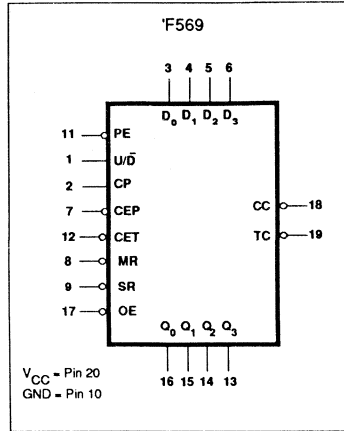 'F569
3 4 5 6
D0 D1 D2 D3
11 PE
1 U/D̅
2 CP
7 CEP
12 CET
8 MR
9 SR
17 OE
CC 18
TC 19
Q0 Q1 Q2 Q3
16 15 14 13
VCC = Pin 20
GND = Pin 10